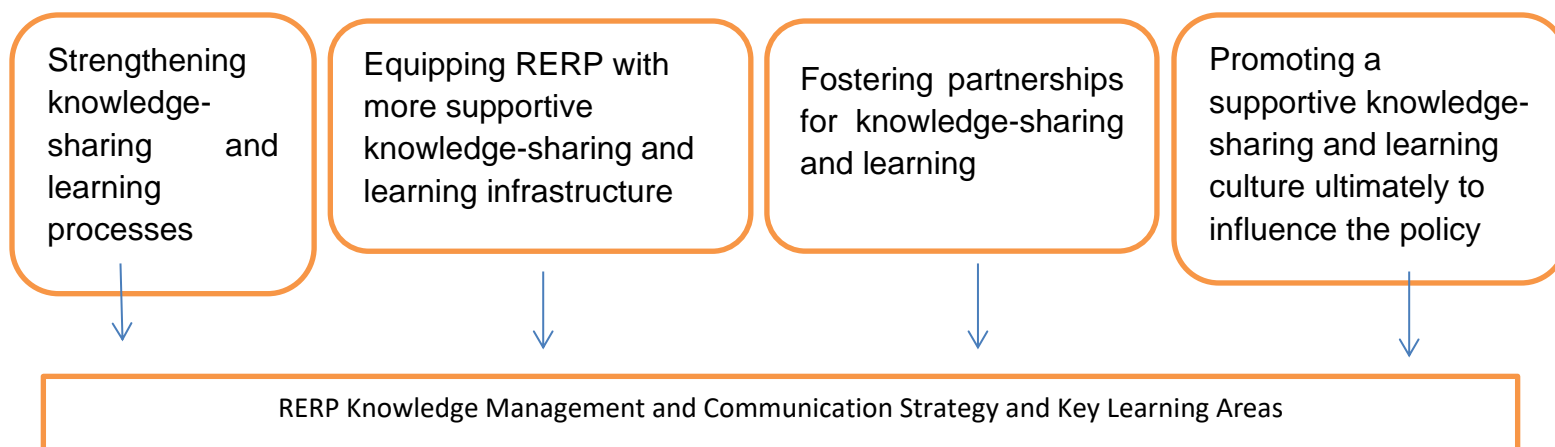 Strengthening
knowledge-
sharing and
learning
processes
Equipping RERP with
more supportive
knowledge-sharing and
learning infrastructure
Fostering partnerships
for knowledge-sharing
and learning
Promoting a
supportive knowledge-
sharing and learning
culture ultimately to
influence the policy
RERP Knowledge Management and Communication Strategy and Key Learning Areas